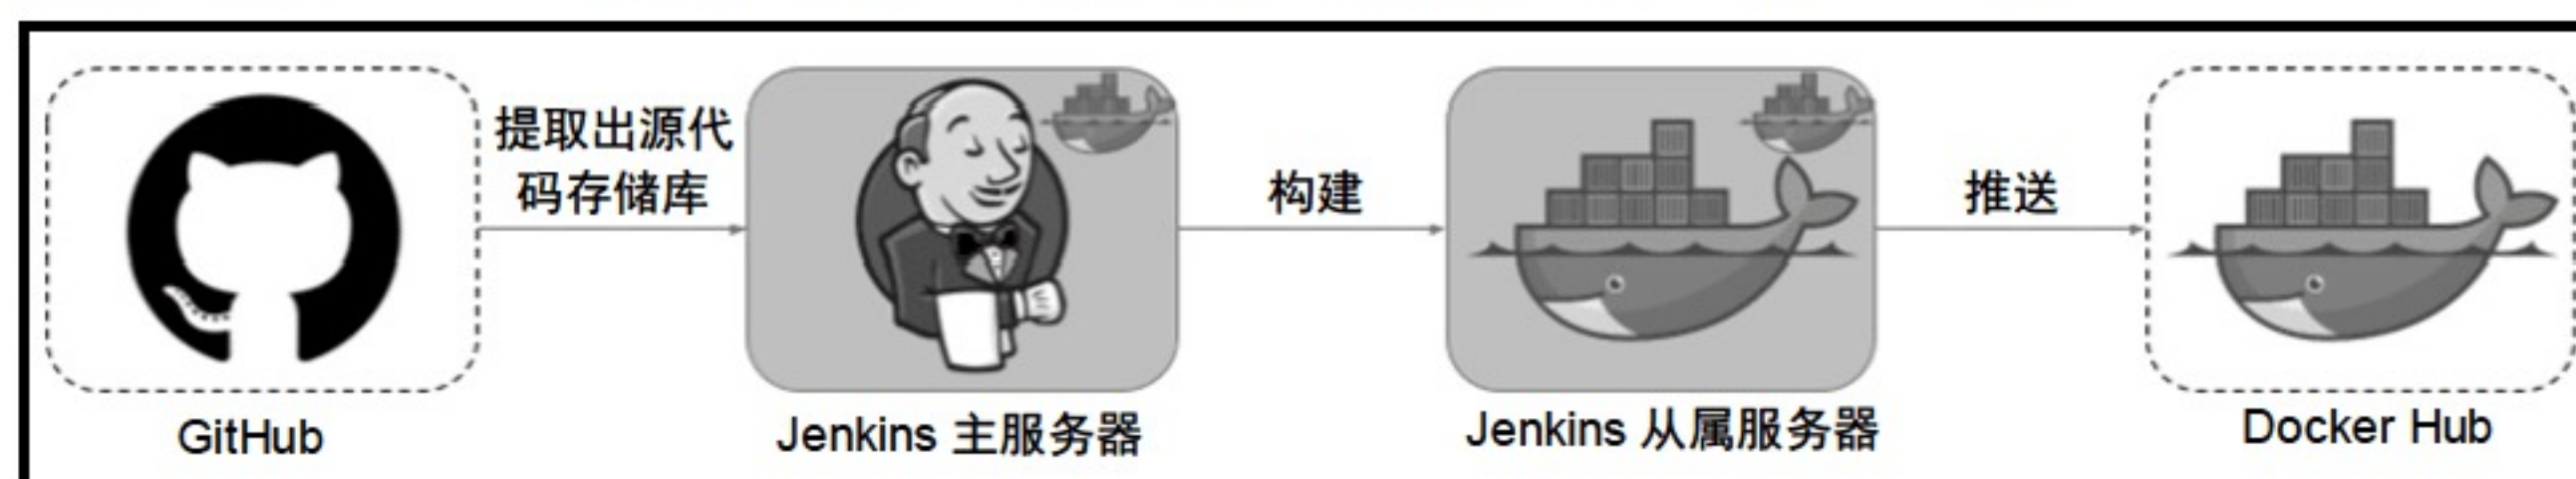 提取出源代
码存储库
构建
推送
GitHub
Jenkins 主服务器
Jenkins 从属服务器
Docker Hub